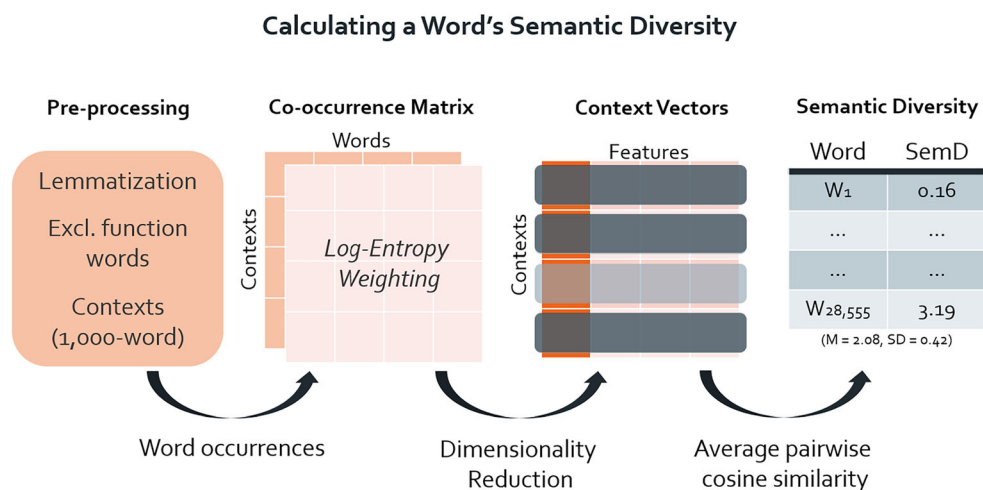 Calculating a Word's Semantic Diversity
Pre-processing
Lemmatization
Excl. function
words
Contexts
(1,000-word)
Co-occurrence Matrix
Words
Contexts
Log-Entropy
Weighting
Context Vectors
Features
Contexts
Semantic Diversity
Word SemD
W1 0.16
... ...
... ...
W28,555 3.19
(M = 2.08, SD = 0.42)
Word occurrences
Dimensionality
Reduction
Average pairwise
cosine similarity